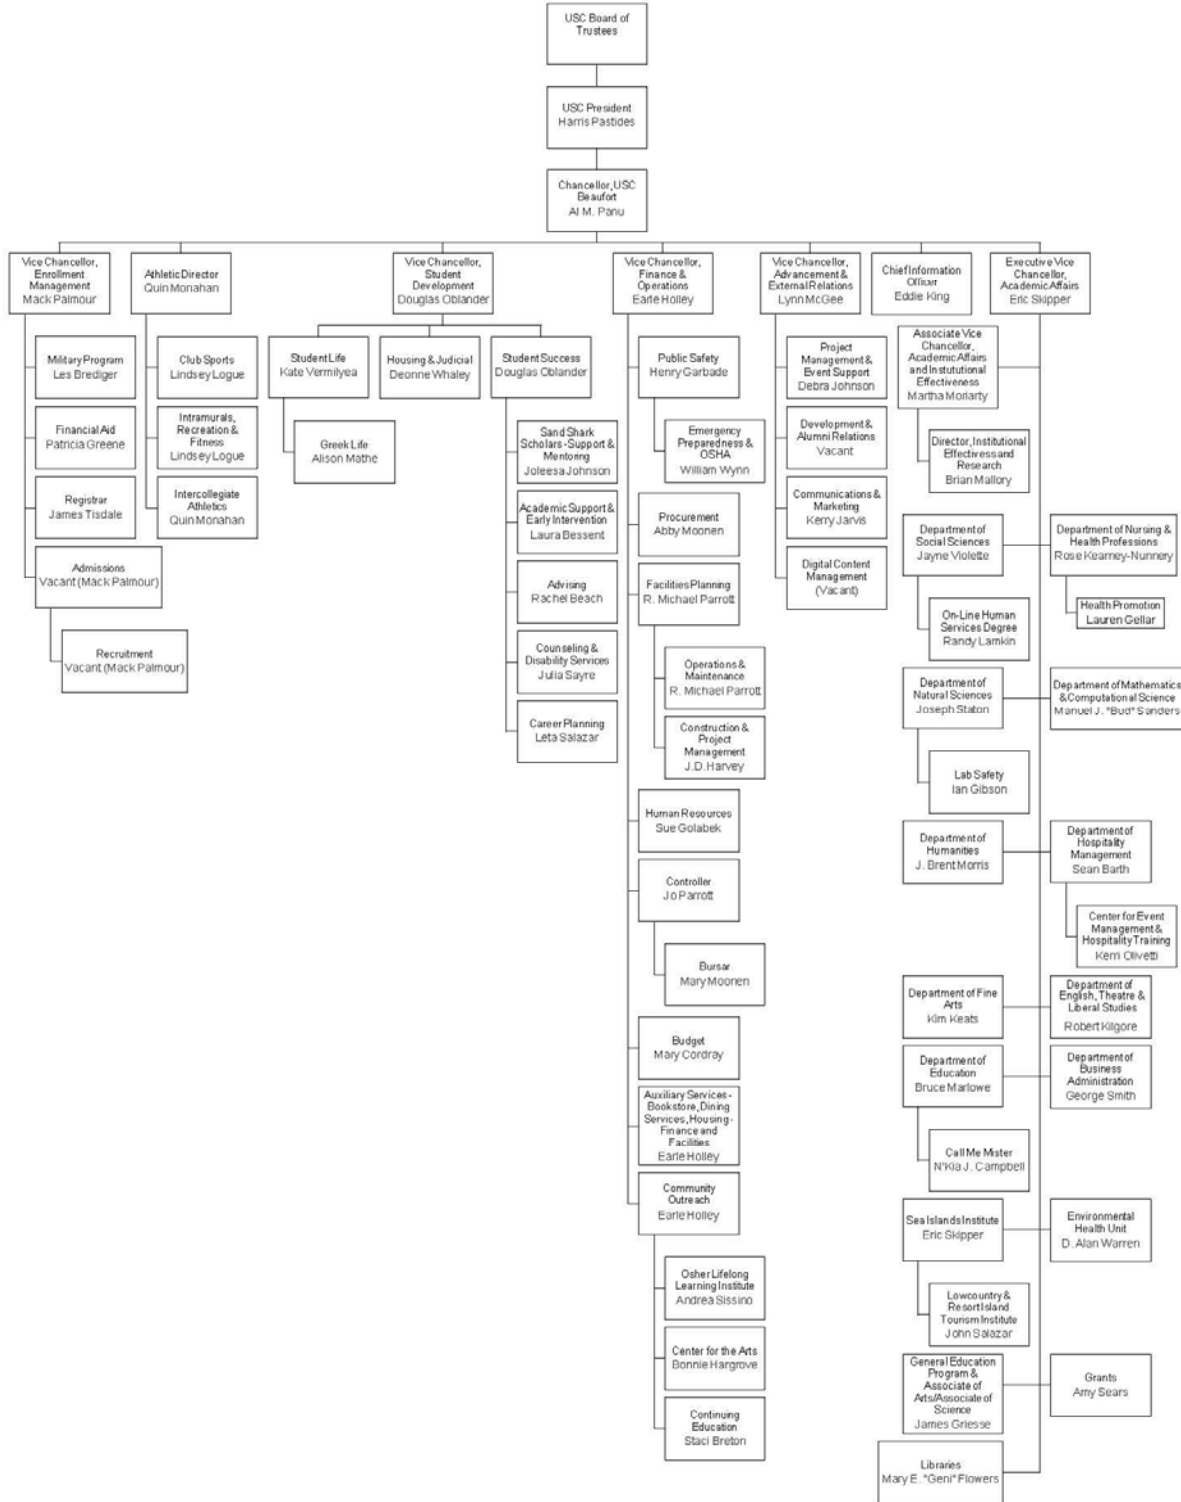 USC Board of
Trustees
USC President
Harris Pastides
Chancellor, USC
Beaufort
Al M. Panu
Vice Chancellor,
Enrollment
Management
Mack Palmour
Athletic Director
Quin Monahan
Vice Chancellor,
Student
Development
Douglas Oblander
Vice Chancellor,
Finance &
Operations
Earle Holley
Vice Chancellor,
Advancement &
External Relations
Lynn McGee
Chief Information
Officer
Eddie King
Executive Vice
Chancellor,
Academic Affairs
Eric Skipper
Military Program
Les Brediger
Financial Aid
Patricia Greene
Registrar
James Tisdale
Admissions
Vacant (Mack Palmour)
Recruitment
Vacant (Mack Palmour)
Club Sports
Lindsey Logue
Intramurals,
Recreation &
Fitness
Lindsey Logue
Intercollegiate
Athletics
Quin Monahan
Student Life
Kate Vermilyea
Greek Life
Alison Mathe
Housing & Judicial
Deonne Whaley
Student Success
Douglas Oblander
Sand Shark
Scholars - Support &
Mentoring
Joleesa Johnson
Academic Support &
Early Intervention
Laura Bessent
Advising
Rachel Beach
Counseling &
Disability Services
Julia Sayre
Career Planning
Leta Salazar
Public Safety
Henry Garbade
Emergency
Preparedness &
OSHA
William Wynn
Procurement
Abby Moonen
Facilities Planning
R. Michael Parrott
Operations &
Maintenance
R. Michael Parrott
Construction &
Project
Management
J.D. Harvey
Human Resources
Sue Golabek
Controller
Jo Parrott
Bursar
Mary Moonen
Budget
Mary Cordray
Auxiliary Services -
Bookstore, Dining
Services, Housing -
Finance and
Facilities
Earle Holley
Community
Outreach
Earle Holley
Osher Lifelong
Learning Institute
Andrea Sissino
Center for the Arts
Bonnie Hargrove
Continuing
Education
Staci Breton
Project
Management &
Event Support
Debra Johnson
Development &
Alumni Relations
Vacant
Communications &
Marketing
Kerry Jarvis
Digital Content
Management
(Vacant)
Associate Vice
Chancellor,
Academic Affairs
and Instutional
Effectiveness
Martha Moriarty
Director, Institutional
Effectiveness and
Research
Brian Mallory
Department of
Social Sciences
Jayne Violette
Department of Nursing &
Health Professions
Rose Kearney-Nunnery
Health Promotion
Lauren Gellar
On-Line Human
Services Degree
Randy Lamkin
Department of
Natural Sciences
Joseph Staton
Department of Mathematics
& Computational Science
Manuel J. "Bud" Sanders
Lab Safety
Ian Gibson
Department of
Humanities
J. Brent Morris
Department of
Hospitality
Management
Sean Barth
Center for Event
Management &
Hospitality Training
Kerri Olivetti
Department of Fine
Arts
Kim Keats
Department of
English, Theatre &
Liberal Studies
Robert Kilgore
Department of
Education
Bruce Marlowe
Department of
Business
Administration
George Smith
Call Me Mister
N'Kia J. Campbell
Sea Islands Institute
Eric Skipper
Environmental
Health Unit
D. Alan Warren
Lowcountry &
Resort Island
Tourism Institute
John Salazar
General Education
Program &
Associate of
Arts/Associate of
Science
James Griesse
Grants
Amy Sears
Libraries
Mary E. "Geni" Flowers